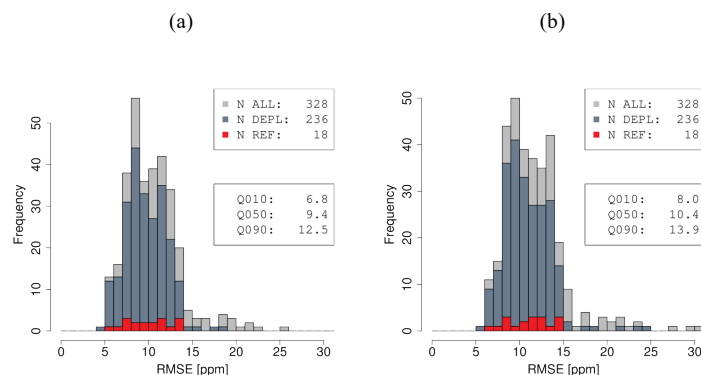 (a)
(b)
N ALL: 328
N DEPL: 236
N REF: 18
Q010: 6.8
Q050: 9.4
Q090: 12.5
Frequency
0 10 20 30 40 50
0 5 10 15 20 25 30
RMSE [ppm]
N ALL: 328
N DEPL: 236
N REF: 18
Q010: 8.0
Q050: 10.4
Q090: 13.9
Frequency
0 10 20 30 40 50
0 5 10 15 20 25 30
RMSE [ppm]